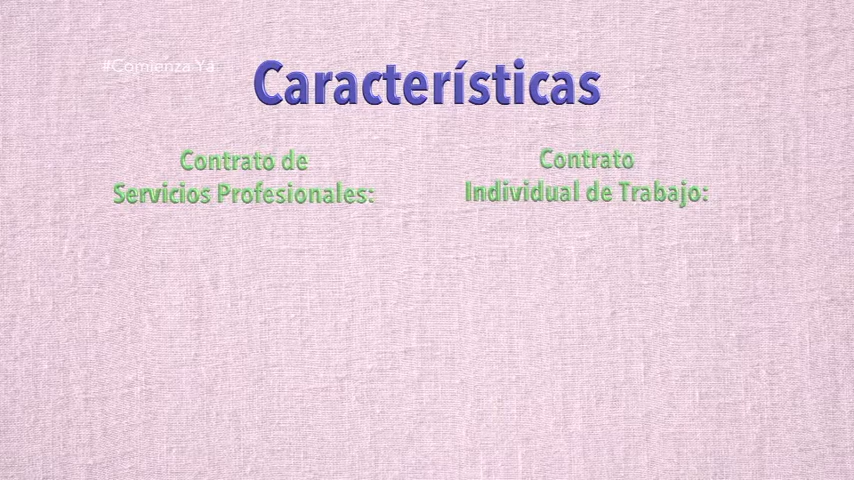 #Comienza Ya
Características
Contrato de
Servicios Profesionales:
Contrato
Individual de Trabajo: